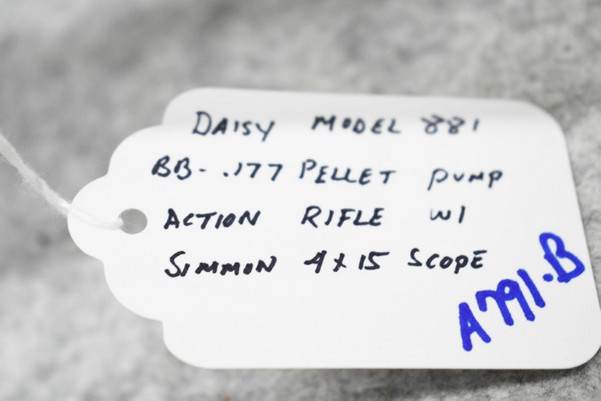 DAISY MODEL 881
BB- .177 PELLET PUMP
ACTION RIFLE W/
SIMMON 4X15 SCOPE
A791-B